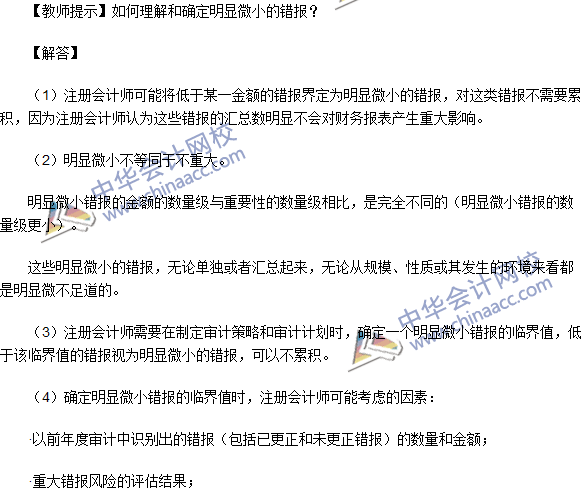 【教师提示】如何理解和确定明显微小的错报？
【解答】
（1）注册会计师可能将低于某一金额的错报界定为明显微小的错报，对这类错报不需要累
积，因为注册会计师认为这些错报的汇总数明显不会对财务报表产生重大影响。
（2）明显微小不等同于不重大。
明显微小错报的金额的数量级与重要性的数量级相比，是完全不同的（明显微小错报的数
量级更小）。
这些明显微小的错报，无论单独或者汇总起来，无论从规模、性质或其发生的环境来看都
是明显微不足道的。
（3）注册会计师需要在制定审计策略和审计计划时，确定一个明显微小错报的临界值，低
于该临界值的错报视为明显微小的错报，可以不累积。
（4）确定明显微小错报的临界值时，注册会计师可能考虑的因素：
·以前年度审计中识别出的错报（包括已更正和未更正错报）的数量和金额；
·重大错报风险的评估结果；
中华会计网校
www.chinaacc.com
中华会计网校
www.chinaacc.com